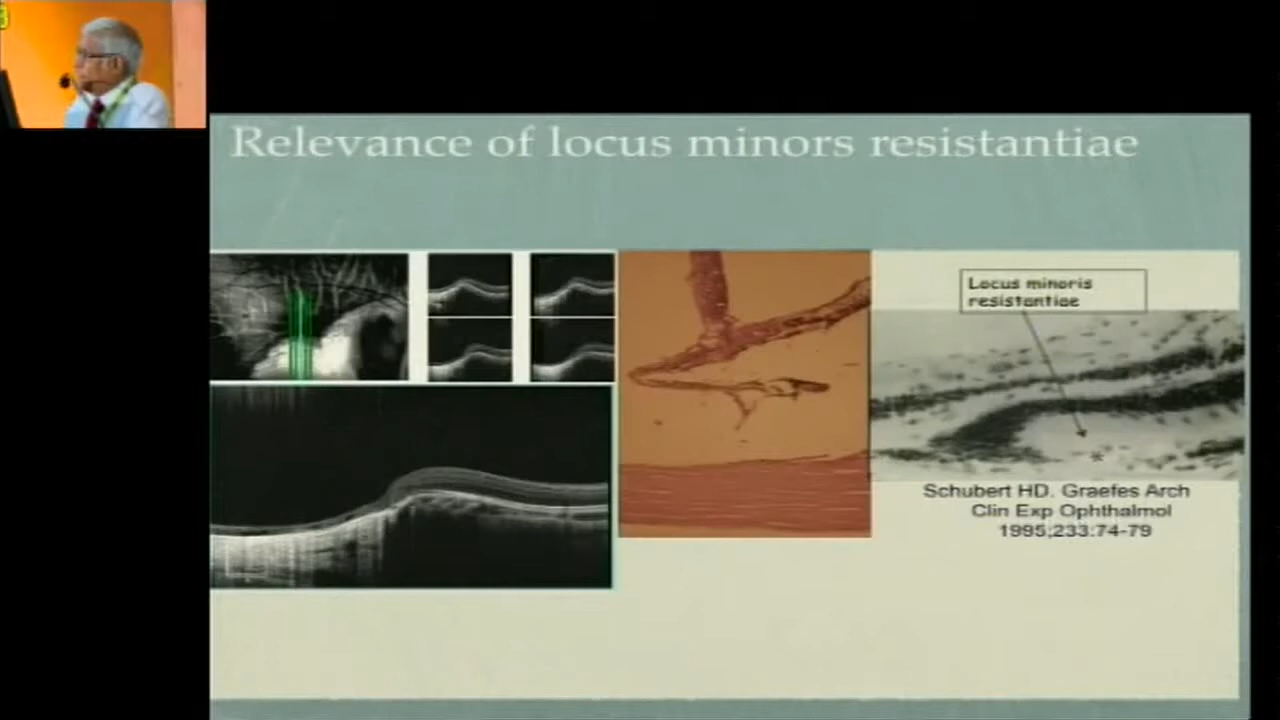 Relevance of locus minors resistantiae
Locus minoris
resistantiae
*
Schubert HD. Graefes Arch
Clin Exp Ophthalmol
1995;233:74-79